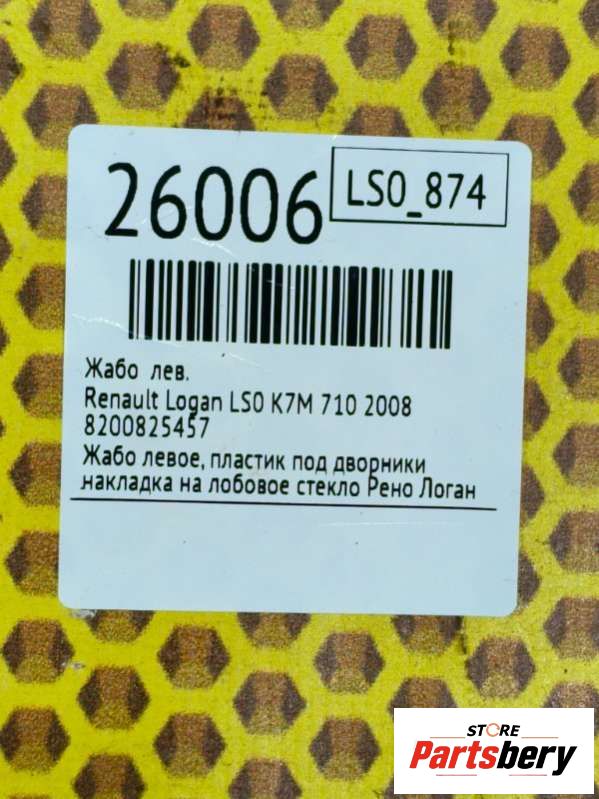 26006
LS0_874
Жабо лев.
Renault Logan LS0 K7M 710 2008
8200825457
Жабо левое, пластик под дворники
накладка на лобовое стекло Рено Логан
STORE
Partsbery